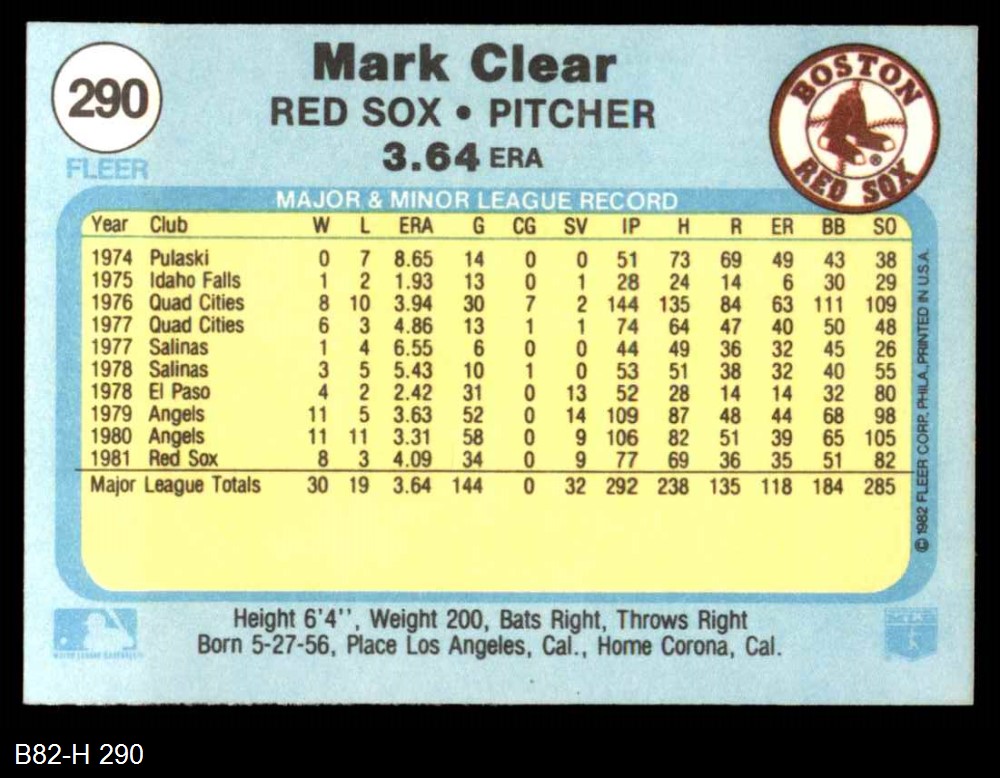 290
FLEER
Mark Clear
RED SOX • PITCHER
3.64 ERA
BOSTON
RED SOX
®
MAJOR & MINOR LEAGUE RECORD
Year Club W L ERA G CG SV IP H R ER BB SO
1974 Pulaski 0 7 8.65 14 0 0 51 73 69 49 43 38
1975 Idaho Falls 1 2 1.93 13 0 1 28 24 14 6 30 29
1976 Quad Cities 8 10 3.94 30 7 2 144 135 84 63 111 109
1977 Quad Cities 6 3 4.86 13 1 1 74 64 47 40 50 48
1977 Salinas 1 4 6.55 6 0 0 44 49 36 32 45 26
1978 Salinas 3 5 5.43 10 1 0 53 51 38 32 40 55
1978 El Paso 4 2 2.42 31 0 13 52 28 14 14 32 80
1979 Angels 11 5 3.63 52 0 14 109 87 48 44 68 98
1980 Angels 11 11 3.31 58 0 9 106 82 51 39 65 105
1981 Red Sox 8 3 4.09 34 0 9 77 69 36 35 51 82
Major League Totals 30 19 3.64 144 0 32 292 238 135 118 184 285
© 1982 FLEER CORP. PHILA., PRINTED IN U.S.A.
Height 6'4'', Weight 200, Bats Right, Throws Right
Born 5-27-56, Place Los Angeles, Cal., Home Corona, Cal.
B82-H 290